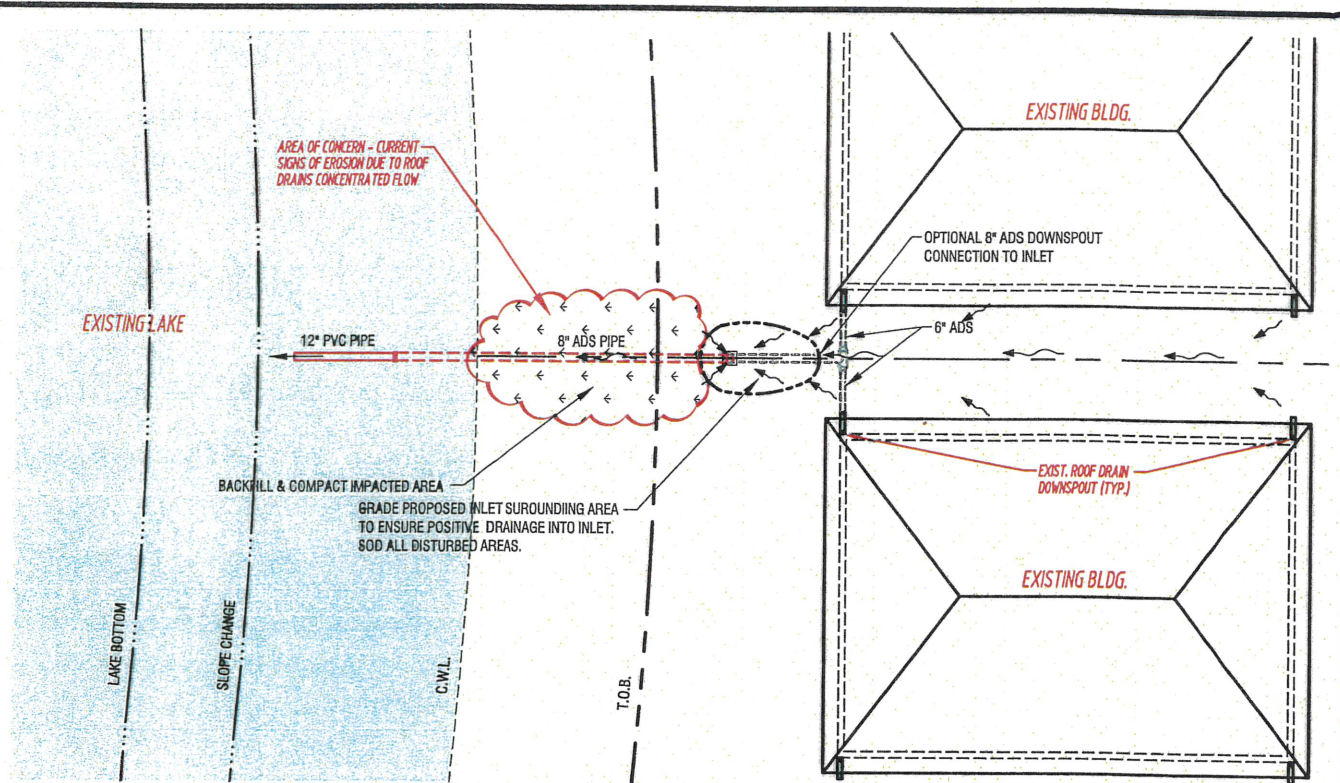 EXISTING BLDG.
AREA OF CONCERN - CURRENT
SIGNS OF EROSION DUE TO ROOF
DRAINS CONCENTRATED FLOW
OPTIONAL 8" ADS DOWNSPOUT
CONNECTION TO INLET
EXISTING LAKE
12" PVC PIPE
8" ADS PIPE
6" ADS
BACKFILL & COMPACT IMPACTED AREA
GRADE PROPOSED INLET SUROUNDIING AREA
TO ENSURE POSITIVE DRAINAGE INTO INLET.
SOD ALL DISTURBED AREAS.
EXIST. ROOF DRAIN
DOWNSPOUT (TYP.)
EXISTING BLDG.
LAKE BOTTOM
SLOPE CHANGE
C.W.L.
T.O.B.